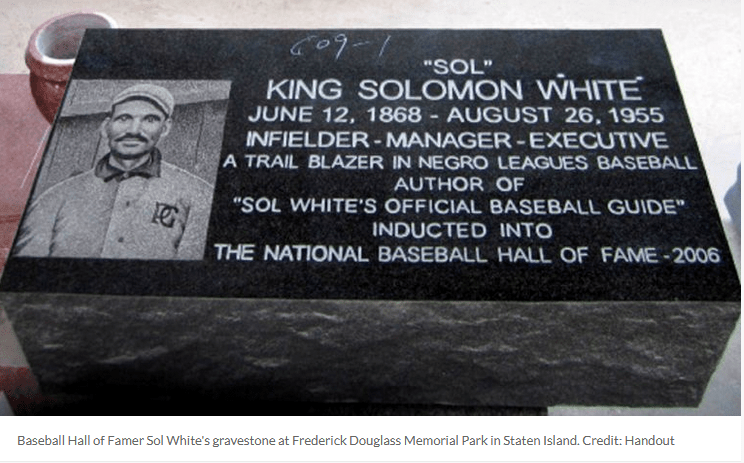 609-1
"SOL"
KING SOLOMON WHITE
JUNE 12, 1868 - AUGUST 26, 1955
INFIELDER - MANAGER - EXECUTIVE
A TRAIL BLAZER IN NEGRO LEAGUES BASEBALL
AUTHOR OF
"SOL WHITE'S OFFICIAL BASEBALL GUIDE"
INDUCTED INTO
THE NATIONAL BASEBALL HALL OF FAME - 2006
PG
Baseball Hall of Famer Sol White's gravestone at Frederick Douglass Memorial Park in Staten Island. Credit: Handout